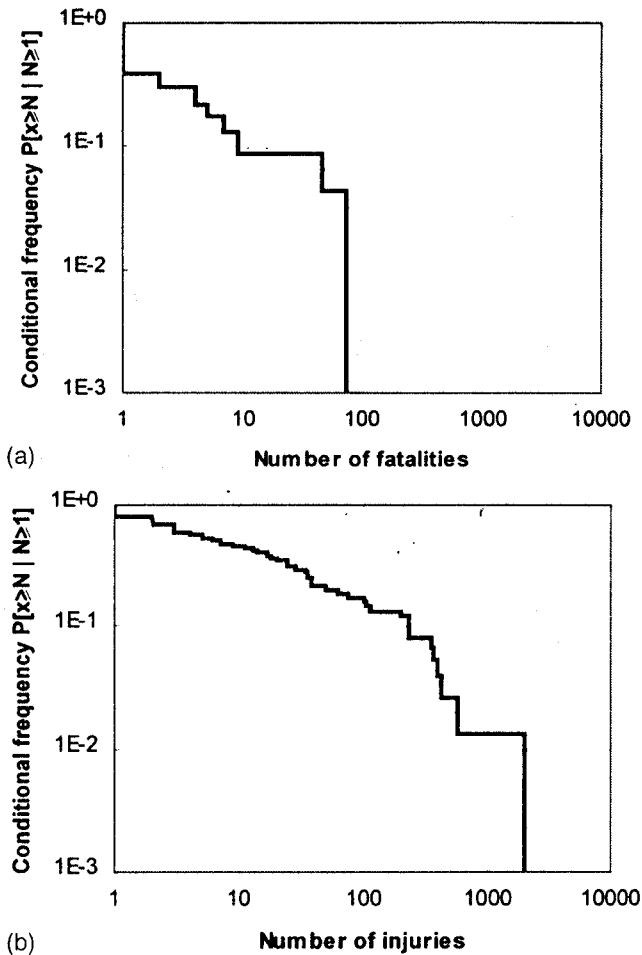 1E+0
1E-1
1E-2
1E-3
Conditional frequency P[x≥N | N≥1]
1 10 100 1000 10000
(a) Number of fatalities
1E+0
1E-1
1E-2
1E-3
Conditional frequency P[x≥N | N≥1]
1 10 100 1000 10000
(b) Number of injuries